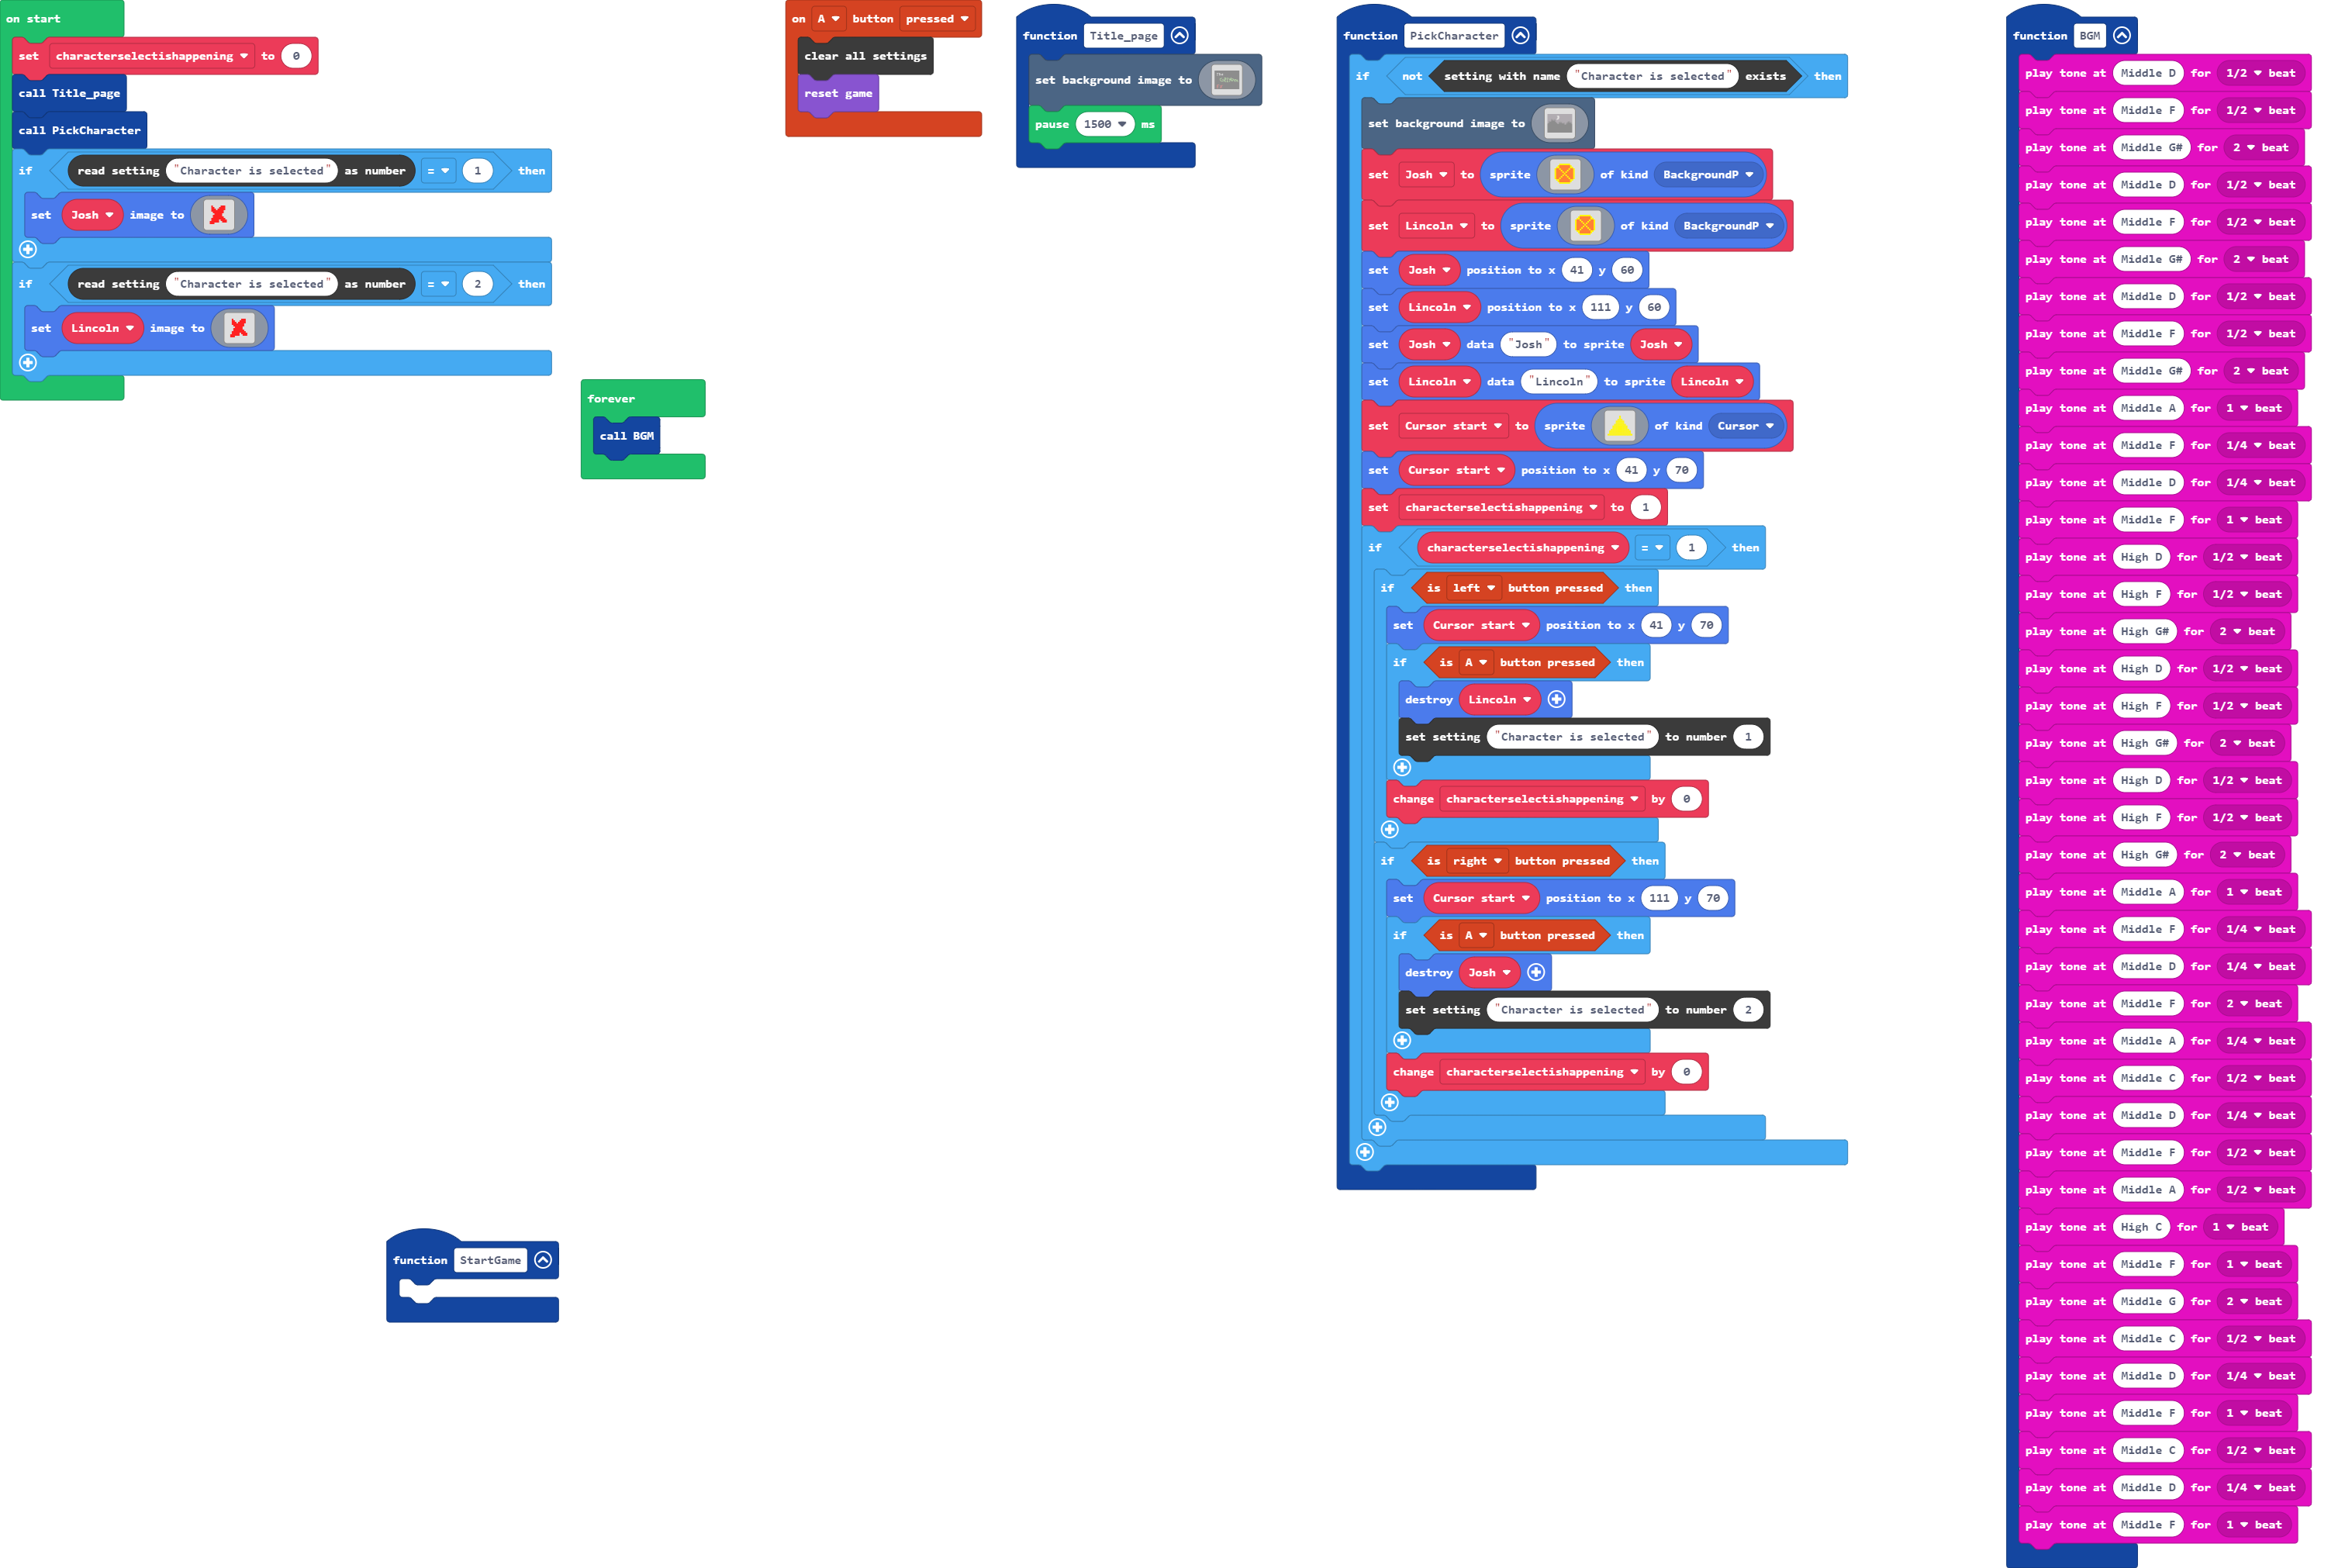 on start
set characterselectishappening to 0
call Title_page
call PickCharacter
if read setting "Character is selected" as number = 1 then
set Josh image to
if read setting "Character is selected" as number = 2 then
set Lincoln image to
forever
call BGM
function StartGame
on A button pressed
clear all settings
reset game
function Title_page
set background image to
pause 1500 ms
function PickCharacter
if not setting with name "Character is selected" exists then
set background image to
set Josh to sprite of kind BackgroundP
set Lincoln to sprite of kind BackgroundP
set Josh position to x 41 y 60
set Lincoln position to x 111 y 60
set Josh data "Josh" to sprite Josh
set Lincoln data "Lincoln" to sprite Lincoln
set Cursor start to sprite of kind Cursor
set Cursor start position to x 41 y 70
set characterselectishappening to 1
if characterselectishappening = 1 then
if is left button pressed then
set Cursor start position to x 41 y 70
if is A button pressed then
destroy Lincoln
set setting "Character is selected" to number 1
change characterselectishappening by 0
if is right button pressed then
set Cursor start position to x 111 y 70
if is A button pressed then
destroy Josh
set setting "Character is selected" to number 2
change characterselectishappening by 0
function BGM
play tone at Middle D for 1/2 beat
play tone at Middle F for 1/2 beat
play tone at Middle G# for 2 beat
play tone at Middle D for 1/2 beat
play tone at Middle F for 1/2 beat
play tone at Middle G# for 2 beat
play tone at Middle D for 1/2 beat
play tone at Middle F for 1/2 beat
play tone at Middle G# for 2 beat
play tone at Middle A for 1 beat
play tone at Middle F for 1/4 beat
play tone at Middle D for 1/4 beat
play tone at Middle F for 1 beat
play tone at High D for 1/2 beat
play tone at High F for 1/2 beat
play tone at High G# for 2 beat
play tone at High D for 1/2 beat
play tone at High F for 1/2 beat
play tone at High G# for 2 beat
play tone at High D for 1/2 beat
play tone at High F for 1/2 beat
play tone at High G# for 2 beat
play tone at Middle A for 1 beat
play tone at Middle F for 1/4 beat
play tone at Middle D for 1/4 beat
play tone at Middle F for 2 beat
play tone at Middle A for 1/4 beat
play tone at Middle C for 1/2 beat
play tone at Middle D for 1/4 beat
play tone at Middle F for 1/2 beat
play tone at Middle A for 1/2 beat
play tone at High C for 1 beat
play tone at Middle F for 1 beat
play tone at Middle G for 2 beat
play tone at Middle C for 1/2 beat
play tone at Middle D for 1/4 beat
play tone at Middle F for 1 beat
play tone at Middle C for 1/2 beat
play tone at Middle D for 1/4 beat
play tone at Middle F for 1 beat